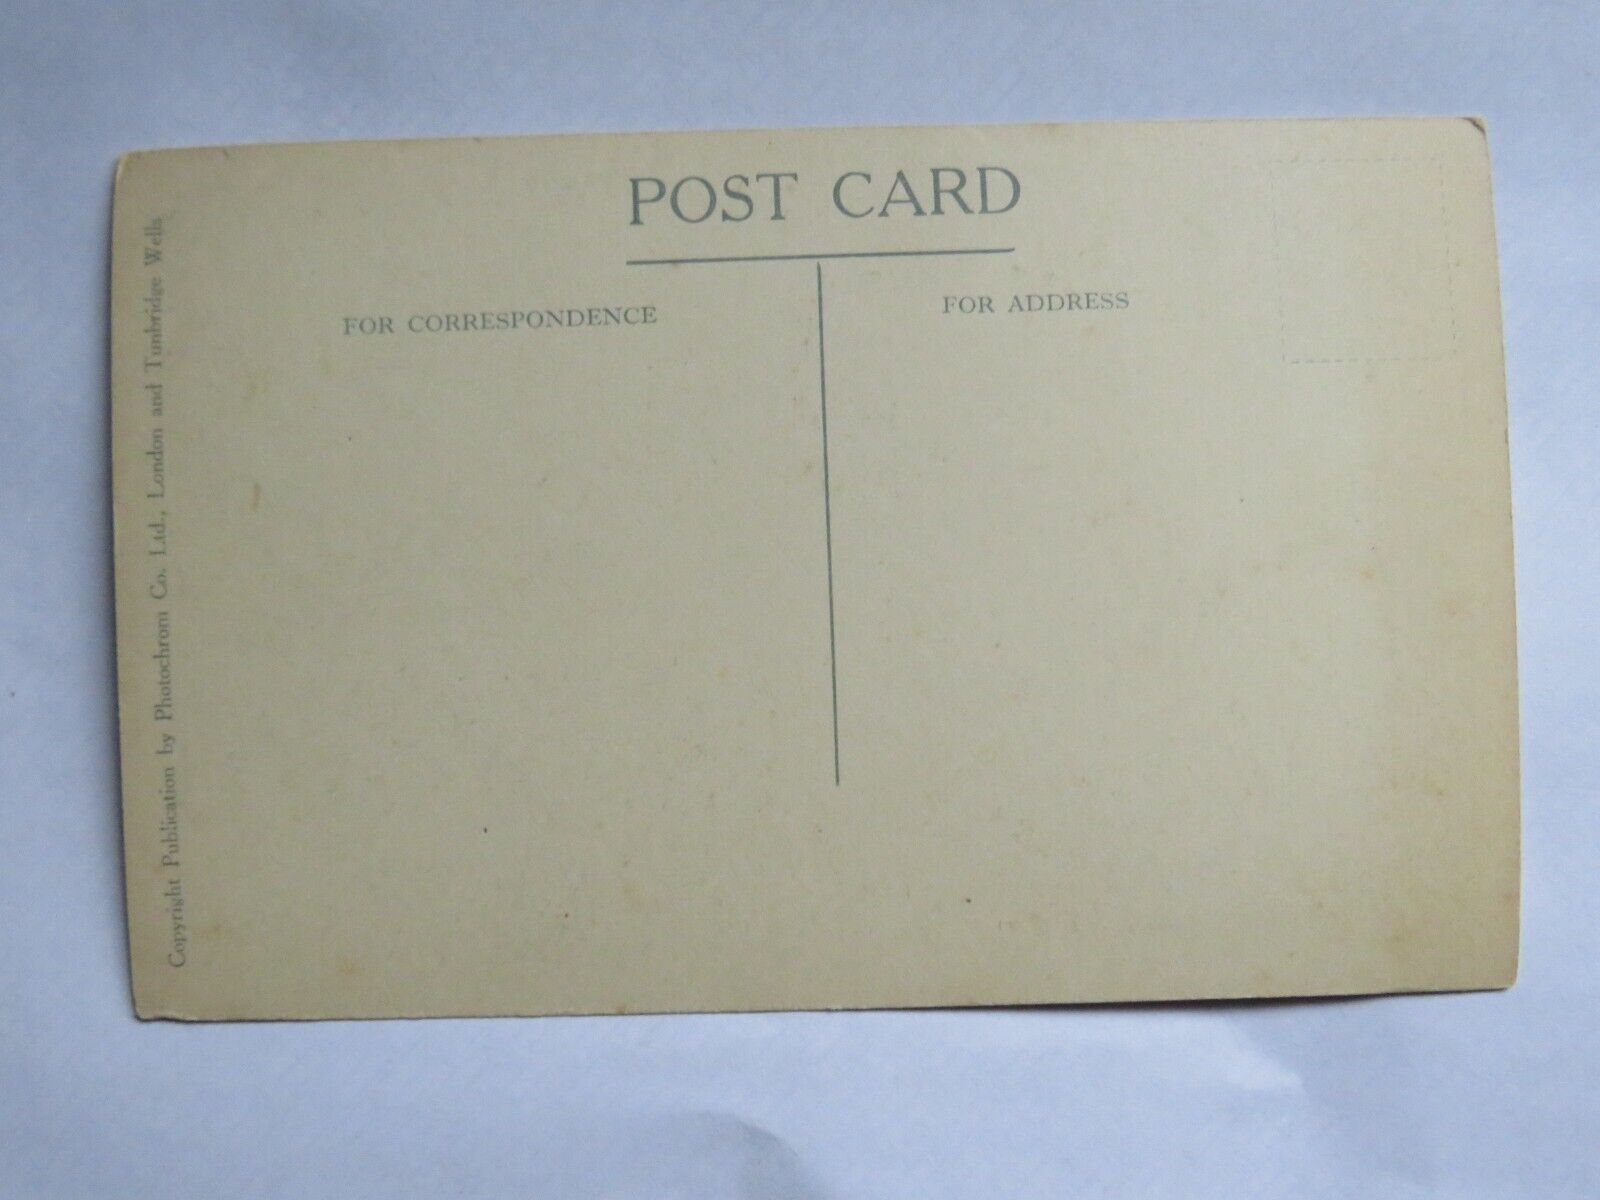 POST CARD
FOR CORRESPONDENCE
FOR ADDRESS
Copyright Publication by Photochrom Co. Ltd., London and Tunbridge Wells